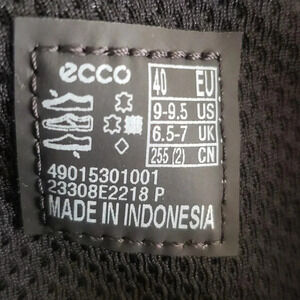 ecco
40 EU
9-9.5 US
6.5-7 UK
255 (2) CN
49015301001
23308E2218 P
MADE IN INDONESIA